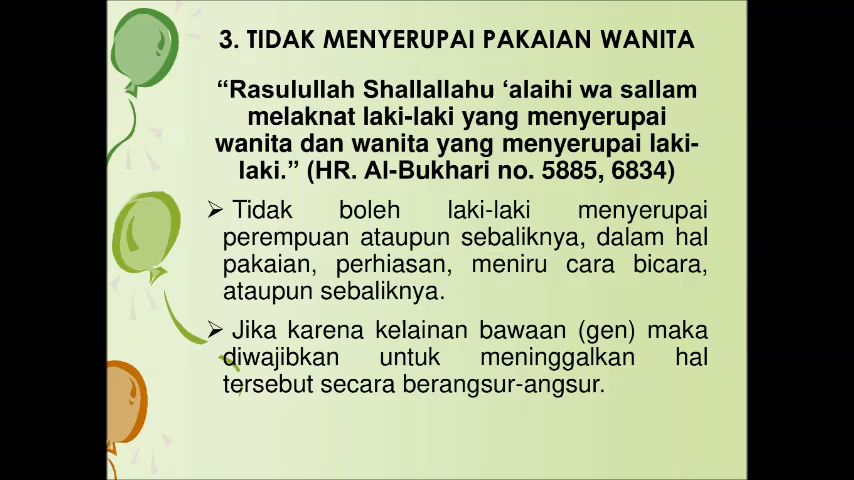 3. TIDAK MENYERUPAI PAKAIAN WANITA
“Rasulullah Shallallahu ‘alaihi wa sallam
melaknat laki-laki yang menyerupai
wanita dan wanita yang menyerupai laki-
laki.” (HR. Al-Bukhari no. 5885, 6834)
➢ Tidak boleh laki-laki menyerupai
perempuan ataupun sebaliknya, dalam hal
pakaian, perhiasan, meniru cara bicara,
ataupun sebaliknya.
➢ Jika karena kelainan bawaan (gen) maka
diwajibkan untuk meninggalkan hal
tersebut secara berangsur-angsur.